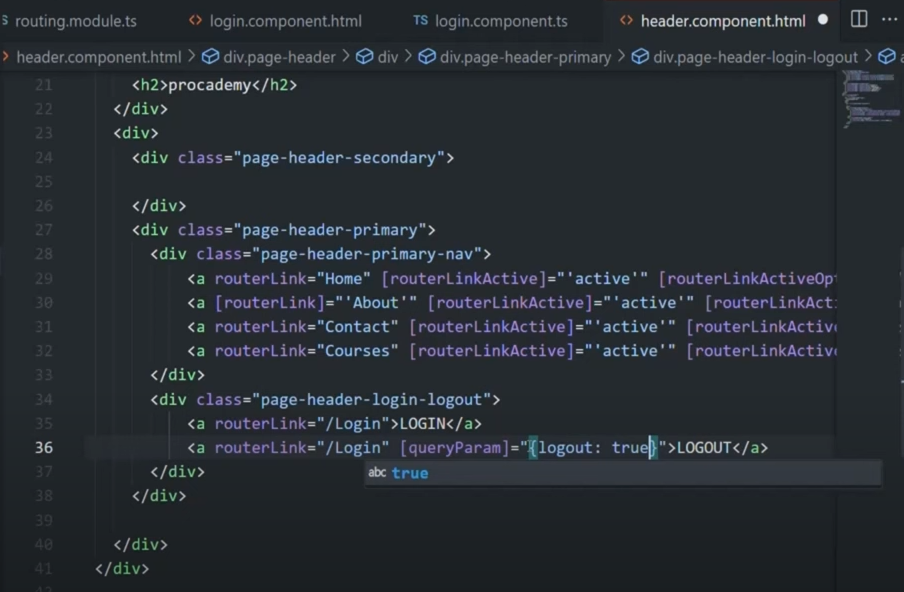 routing.module.ts <> login.component.html TS login.component.ts <> header.component.html
header.component.html > div.page-header > div > div.page-header-primary > div.page-header-login-logout >
21 <h2>procademy</h2>
22 </div>
23 <div>
24 <div class="page-header-secondary">
25
26 </div>
27 <div class="page-header-primary">
28 <div class="page-header-primary-nav">
29 <a routerLink="Home" [routerLinkActive]="'active'" [routerLinkActiveOpt
30 <a [routerLink]="'About'" [routerLinkActive]="'active'" [routerLinkActi
31 <a routerLink="Contact" [routerLinkActive]="'active'" [routerLinkActive
32 <a routerLink="Courses" [routerLinkActive]="'active'" [routerLinkActive
33 </div>
34 <div class="page-header-login-logout">
35 <a routerLink="/Login">LOGIN</a>
36 <a routerLink="/Login" [queryParam]="{logout: true}">LOGOUT</a>
abc true
37 </div>
38 </div>
39
40 </div>
41 </div>